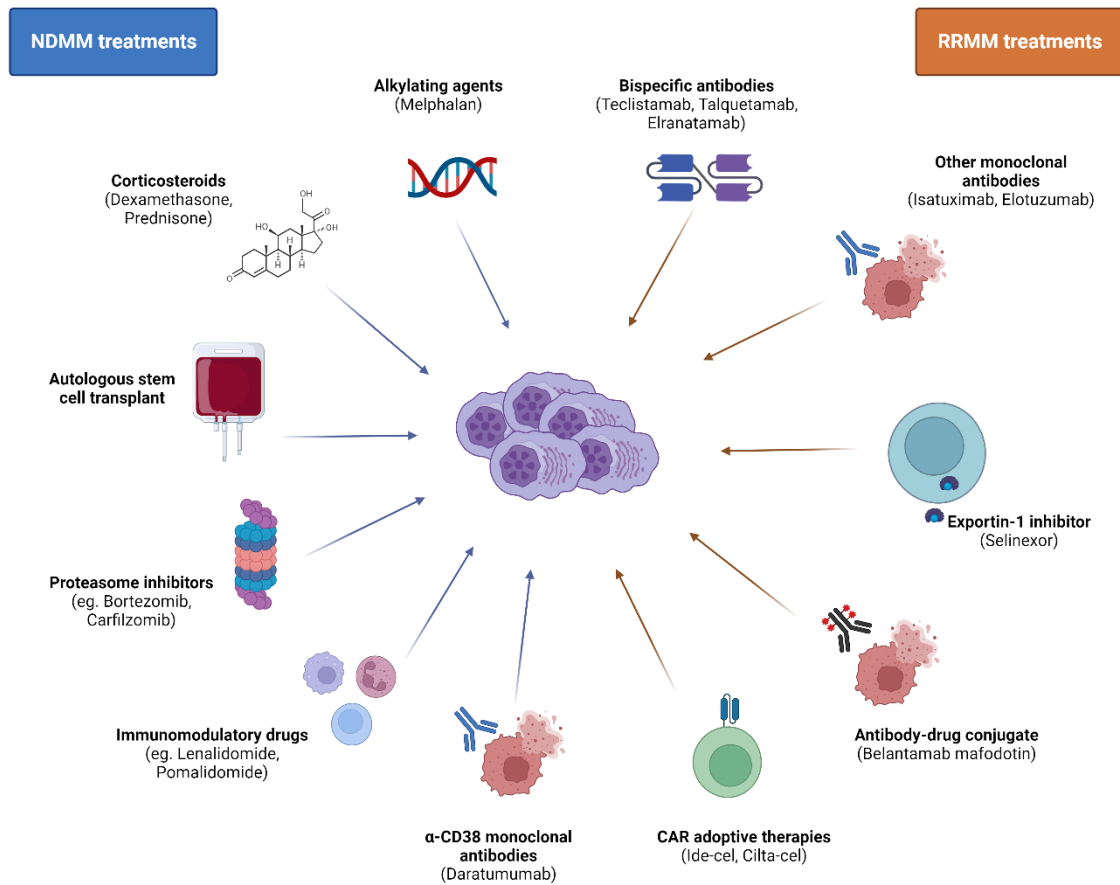 NDMM treatments
RRMM treatments
Alkylating agents
(Melphalan)
Bispecific antibodies
(Teclistamab, Talquetamab,
Elranatamab)
Other monoclonal
antibodies
(Isatuximab, Elotuzumab)
Corticosteroids
(Dexamethasone,
Prednisone)
OH
O
HO
OH
H
H
H
O
Autologous stem
cell transplant
Exportin-1 inhibitor
(Selinexor)
Proteasome inhibitors
(eg. Bortezomib,
Carfilzomib)
Immunomodulatory drugs
(eg. Lenalidomide,
Pomalidomide)
Antibody-drug conjugate
(Belantamab mafodotin)
α-CD38 monoclonal
antibodies
(Daratumumab)
CAR adoptive therapies
(Ide-cel, Cilta-cel)